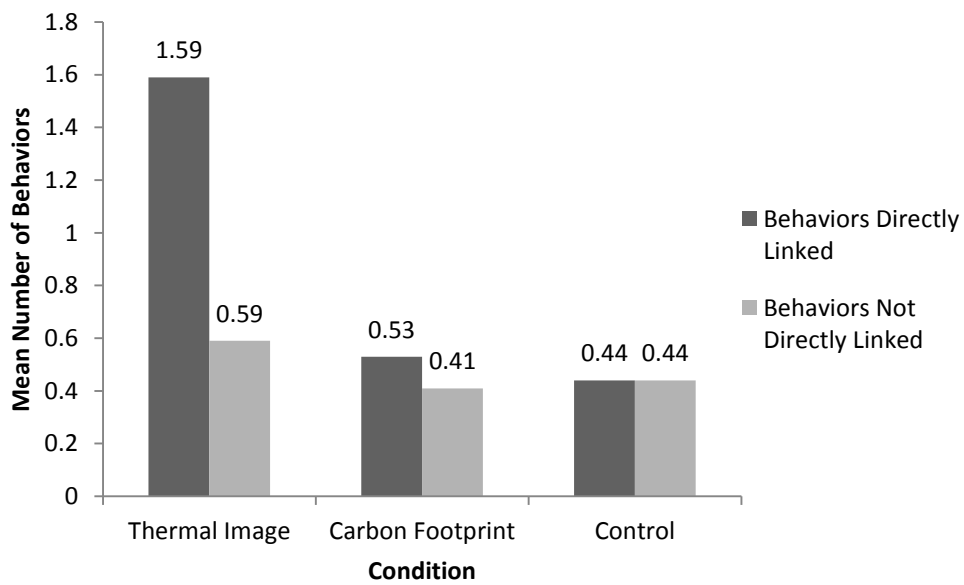 1.8
1.6
1.4
1.2
1
0.8
0.6
0.4
0.2
0
Mean Number of Behaviors
1.59
0.59
0.53
0.41
0.44
0.44
Thermal Image
Carbon Footprint
Control
Condition
Behaviors Directly
Linked
Behaviors Not
Directly Linked